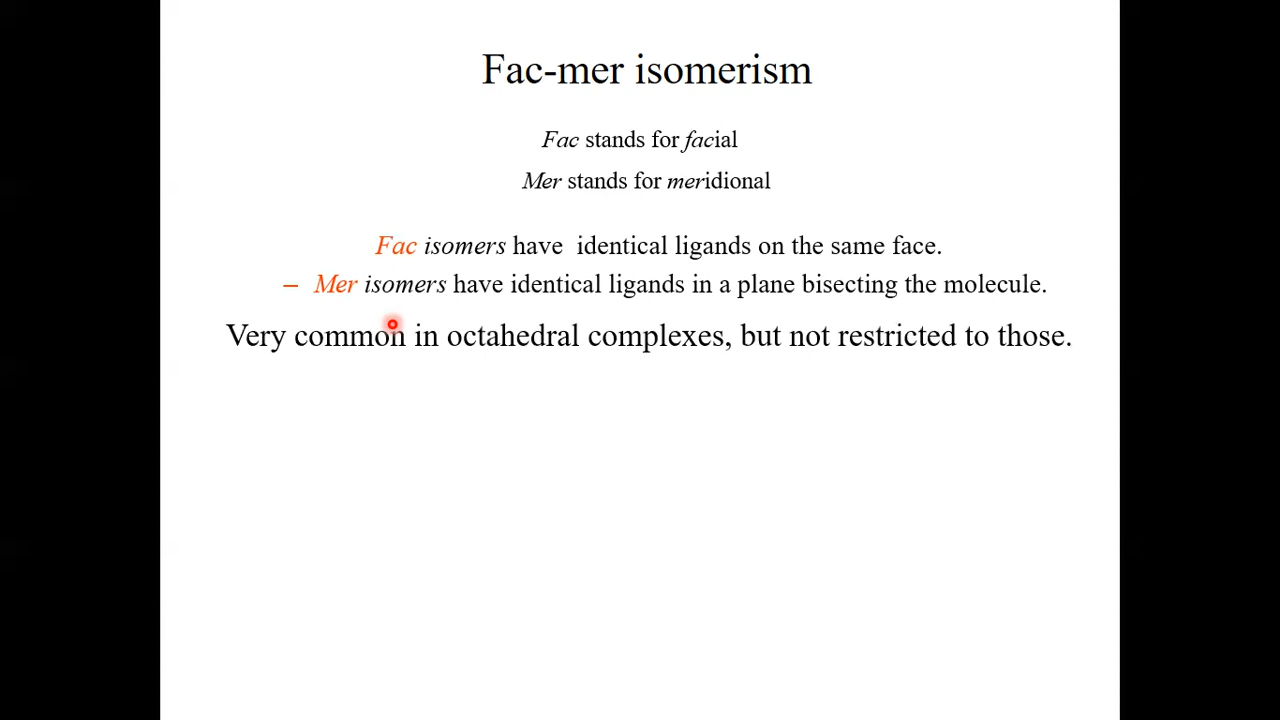 Fac-mer isomerism
Fac stands for facial
Mer stands for meridional
Fac isomers have identical ligands on the same face.
– Mer isomers have identical ligands in a plane bisecting the molecule.
Very common in octahedral complexes, but not restricted to those.